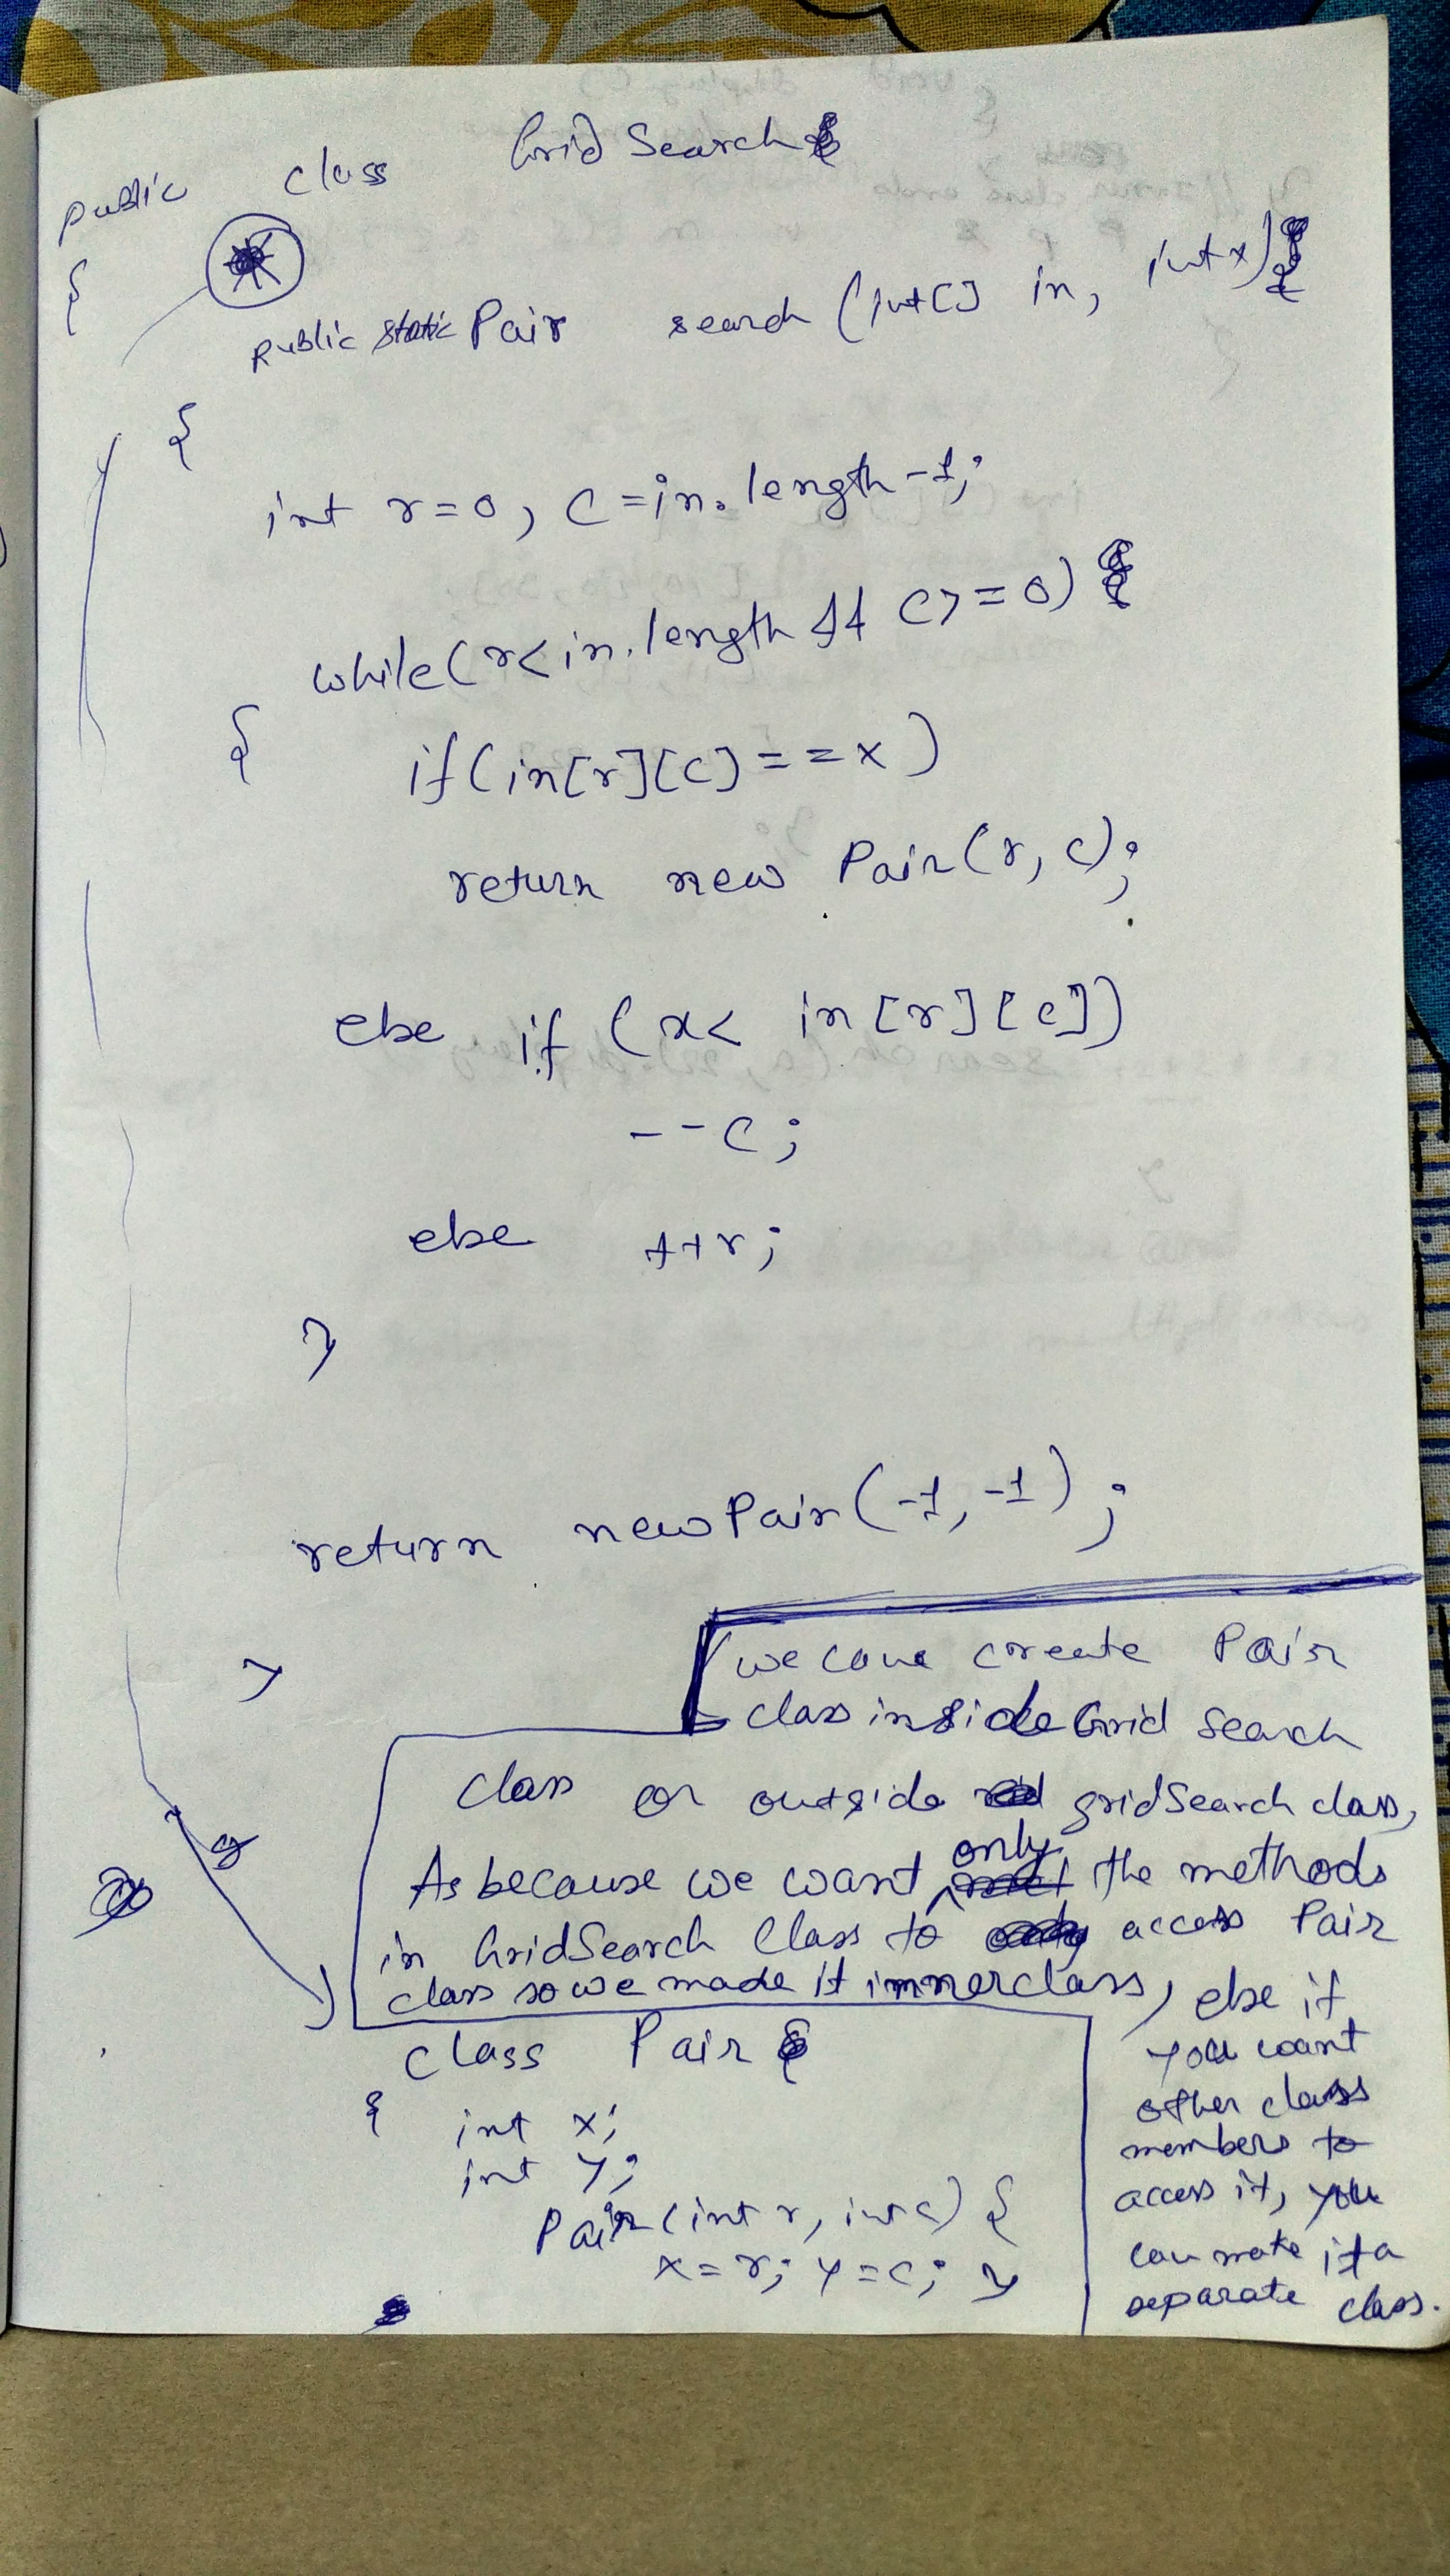 public class GridSearch
{
public static Pair search (int[] in, int x)
{
int r=0, c=in.length-1;
while(r<in.length && c>=0)
{
if(in[r][c]==x)
return new Pair(r, c);
else if (x< in[r][c])
--c;
else ++r;
}
return new Pair(-1,-1);
}
we can create Pair
class inside Grid Search
class or outside gridSearch class,
As because we want only the methods
in GridSearch Class to access Pair
class so we made it innerclass, else if
you want
other class
members to
access it, you
can make it a
separate class.
class Pair
{
int x;
int y;
Pair(int r, int c) {
x=r; y=c; }